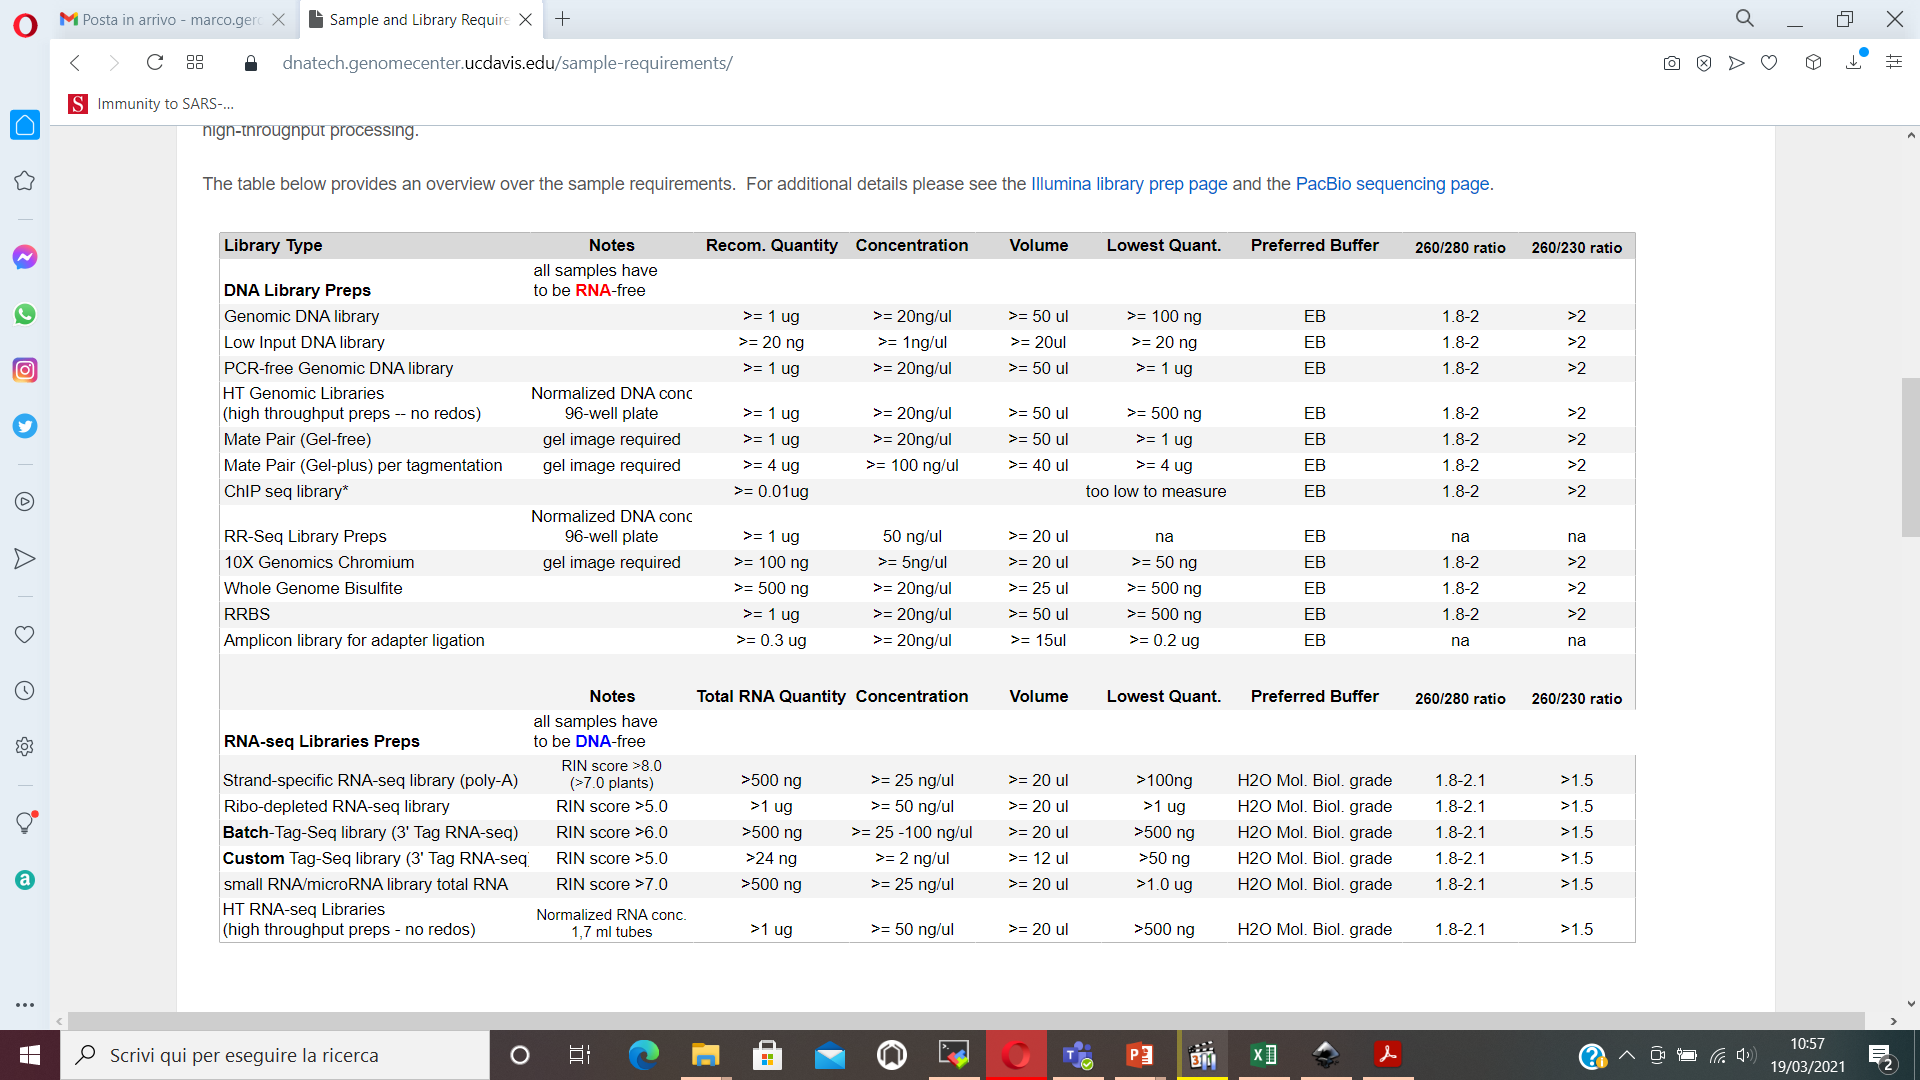 Posta in arrivo - marco.gero
Sample and Library Require
dnatech.genomecenter.ucdavis.edu/sample-requirements/
S Immunity to SARS-...
high-throughput processing.
The table below provides an overview over the sample requirements. For additional details please see the Illumina library prep page and the PacBio sequencing page.
Library Type Notes Recom. Quantity Concentration Volume Lowest Quant. Preferred Buffer 260/280 ratio 260/230 ratio
all samples have
DNA Library Preps to be RNA-free
Genomic DNA library >= 1 ug >= 20ng/ul >= 50 ul >= 100 ng EB 1.8-2 >2
Low Input DNA library >= 20 ng >= 1ng/ul >= 20ul >= 20 ng EB 1.8-2 >2
PCR-free Genomic DNA library >= 1 ug >= 20ng/ul >= 50 ul >= 1 ug EB 1.8-2 >2
HT Genomic Libraries Normalized DNA conc
(high throughput preps -- no redos) 96-well plate >= 1 ug >= 20ng/ul >= 50 ul >= 500 ng EB 1.8-2 >2
Mate Pair (Gel-free) gel image required >= 1 ug >= 20ng/ul >= 50 ul >= 1 ug EB 1.8-2 >2
Mate Pair (Gel-plus) per tagmentation gel image required >= 4 ug >= 100 ng/ul >= 40 ul >= 4 ug EB 1.8-2 >2
ChIP seq library* >= 0.01ug too low to measure EB 1.8-2 >2
Normalized DNA conc
RR-Seq Library Preps 96-well plate >= 1 ug 50 ng/ul >= 20 ul na EB na na
10X Genomics Chromium gel image required >= 100 ng >= 5ng/ul >= 20 ul >= 50 ng EB 1.8-2 >2
Whole Genome Bisulfite >= 500 ng >= 20ng/ul >= 25 ul >= 500 ng EB 1.8-2 >2
RRBS >= 1 ug >= 20ng/ul >= 50 ul >= 500 ng EB 1.8-2 >2
Amplicon library for adapter ligation >= 0.3 ug >= 20ng/ul >= 15ul >= 0.2 ug EB na na
Notes Total RNA Quantity Concentration Volume Lowest Quant. Preferred Buffer 260/280 ratio 260/230 ratio
all samples have
RNA-seq Libraries Preps to be DNA-free
RIN score >8.0
Strand-specific RNA-seq library (poly-A) (>7.0 plants) >500 ng >= 25 ng/ul >= 20 ul >100ng H2O Mol. Biol. grade 1.8-2.1 >1.5
Ribo-depleted RNA-seq library RIN score >5.0 >1 ug >= 50 ng/ul >= 20 ul >1 ug H2O Mol. Biol. grade 1.8-2.1 >1.5
Batch-Tag-Seq library (3' Tag RNA-seq) RIN score >6.0 >500 ng >= 25 -100 ng/ul >= 20 ul >500 ng H2O Mol. Biol. grade 1.8-2.1 >1.5
Custom Tag-Seq library (3' Tag RNA-seq RIN score >5.0 >24 ng >= 2 ng/ul >= 12 ul >50 ng H2O Mol. Biol. grade 1.8-2.1 >1.5
small RNA/microRNA library total RNA RIN score >7.0 >500 ng >= 25 ng/ul >= 20 ul >1.0 ug H2O Mol. Biol. grade 1.8-2.1 >1.5
HT RNA-seq Libraries Normalized RNA conc.
(high throughput preps - no redos) 1,7 ml tubes >1 ug >= 50 ng/ul >= 20 ul >500 ng H2O Mol. Biol. grade 1.8-2.1 >1.5
Scrivi qui per eseguire la ricerca
10:57
19/03/2021
2